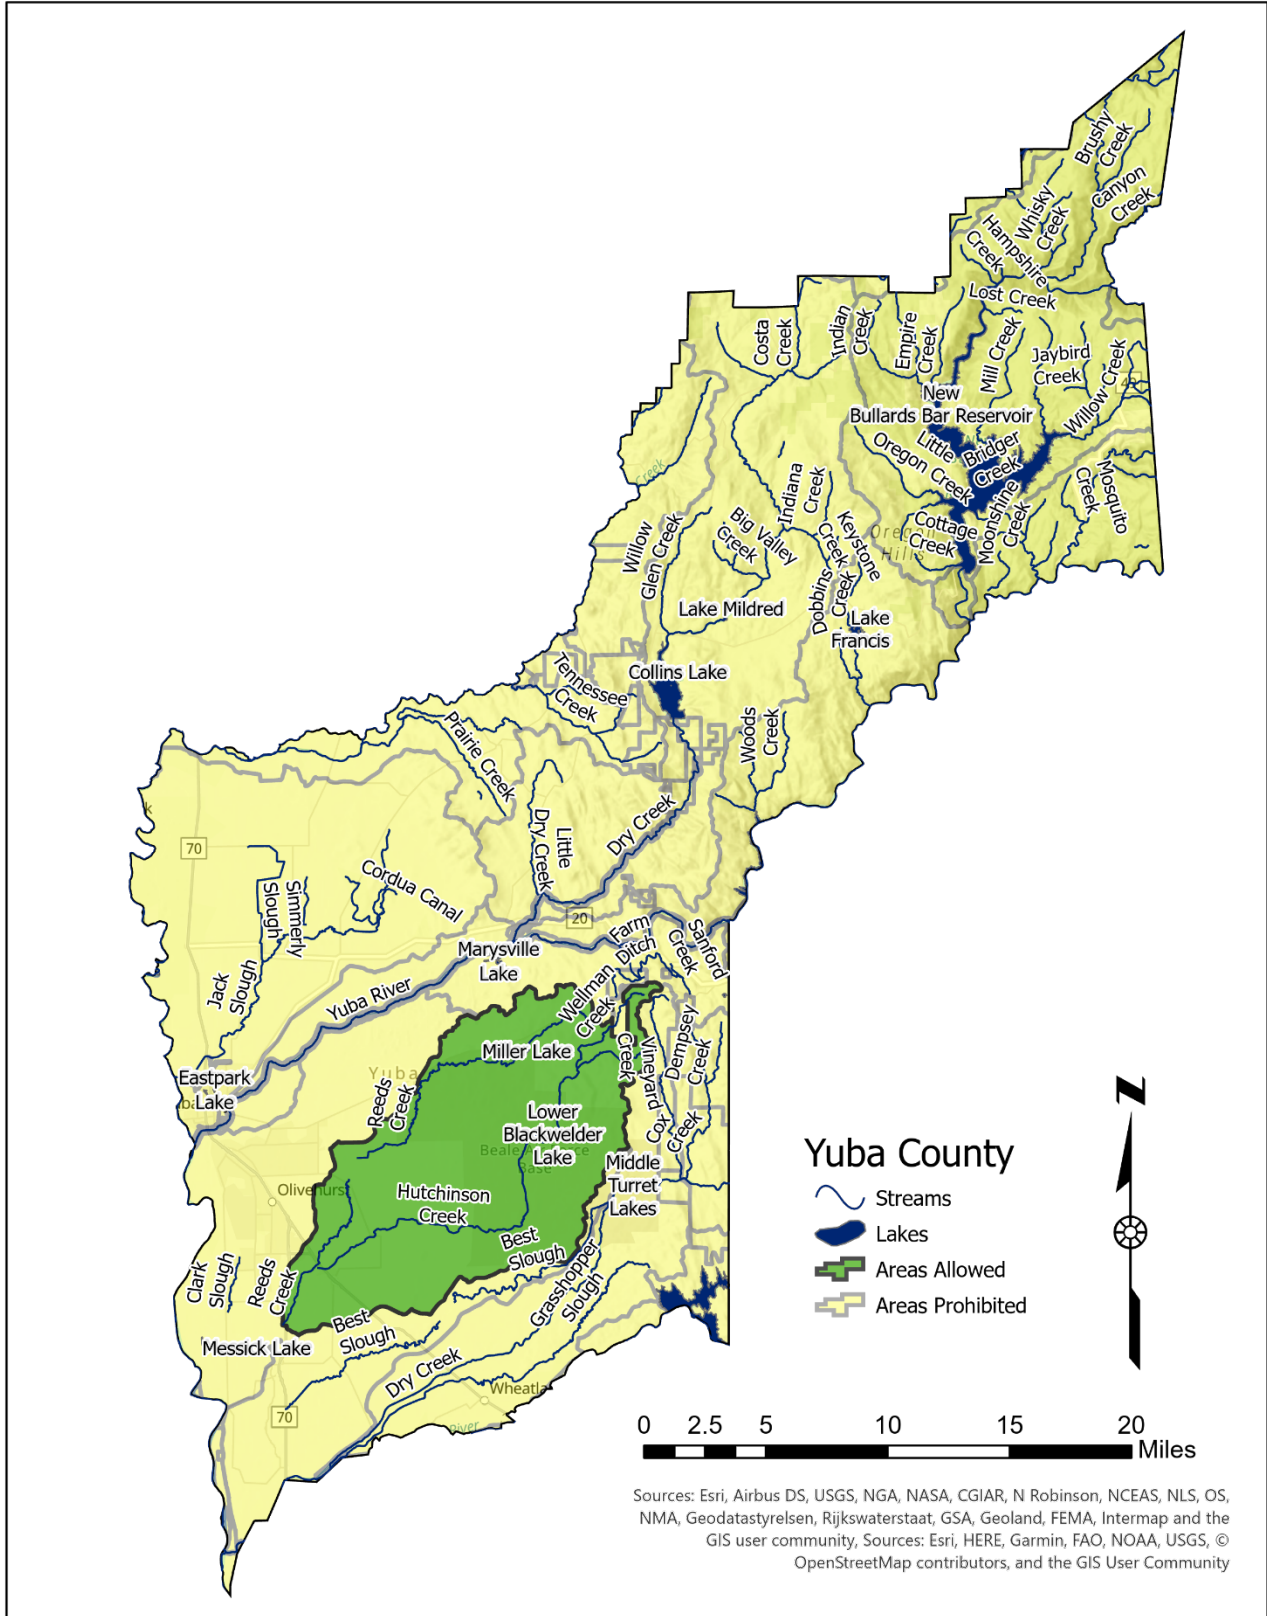 Brushy
Creek
Canyon
Creek
Whisky
Creek
Hampshire
Creek
Lost Creek
Costa
Creek
Indian
Creek
Empire
Creek
Mill Creek
Jaybird
Creek
Willow Creek
New
Bullards Bar Reservoir
Little
Oregon Creek
Bridger
Creek
Mosquito
Creek
Moonshine
Creek
Cottage
Creek
Oregon
Hills
Creek
Indiana
Creek
Keystone
Creek
Big Valley
Creek
Willow
Glen Creek
Dobbins
Creek
Lake Mildred
Lake
Francis
Collins Lake
Tennessee
Creek
Woods
Creek
Prairie Creek
Little
Dry Creek
Dry Creek
70
Cordua Canal
Simmerly
Slough
20
Farm
Ditch
Sanford
Creek
Marysville
Lake
Jack
Slough
Yuba River
Wellman
Creek
Miller Lake
Vineyard
Creek
Dempsey
Creek
Yuba
Eastpark
Lake
Reeds
Creek
Lower
Blackwelder
Lake
Cox
Creek
Base
Middle
Turret
Lakes
Olivehurst
Hutchinson
Creek
Best
Slough
Grasshopper
Slough
Clark
Slough
Reeds
Creek
Best
Slough
Messick Lake
Dry Creek
70
River
N
Yuba County
Streams
Lakes
Areas Allowed
Areas Prohibited
0 2.5 5 10 15 20
Miles
Sources: Esri, Airbus DS, USGS, NGA, NASA, CGIAR, N Robinson, NCEAS, NLS, OS,
NMA, Geodatastyrelsen, Rijkswaterstaat, GSA, Geoland, FEMA, Intermap and the
GIS user community, Sources: Esri, HERE, Garmin, FAO, NOAA, USGS, ©
OpenStreetMap contributors, and the GIS User Community